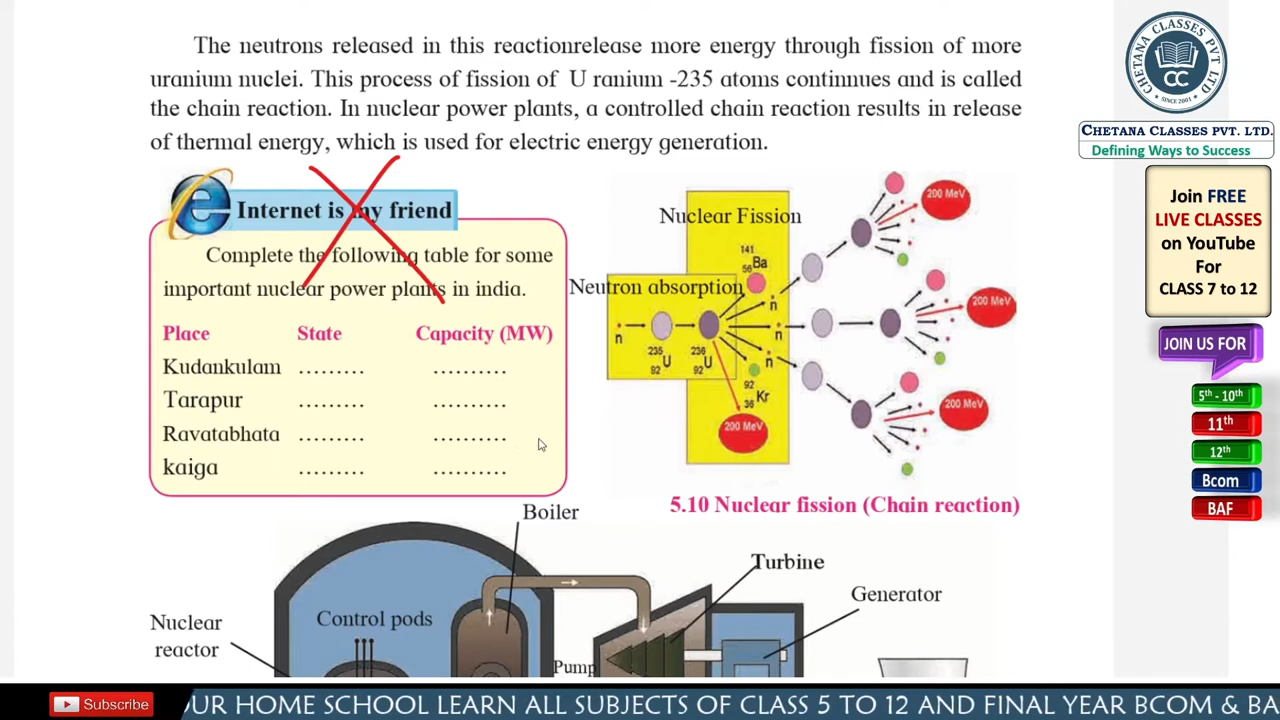 The neutrons released in this reactionrelease more energy through fission of more
uranium nuclei. This process of fission of U ranium -235 atoms continnues and is called
the chain reaction. In nuclear power plants, a controlled chain reaction results in release
of thermal energy, which is used for electric energy generation.
Internet is my friend
Complete the following table for some
important nuclear power plants in india.
Place State Capacity (MW)
Kudankulam ......... ..........
Tarapur ......... ..........
Ravatabhata ......... ..........
kaiga ......... ..........
Nuclear Fission
Neutron absorption
141
56 Ba
n
235
92 U
236
92 U
n
n
n
92
36 Kr
200 MeV
200 MeV
200 MeV
200 MeV
5.10 Nuclear fission (Chain reaction)
Boiler
Turbine
Generator
Control pods
Nuclear
reactor
Pump
CHETANA CLASSES PVT LTD
CC
SINCE 2001
CHETANA CLASSES PVT. LTD.
Defining Ways to Success
Join FREE
LIVE CLASSES
on YouTube
For
CLASS 7 to 12
JOIN US FOR
5th - 10th
11th
12th
Bcom
BAF
Subscribe
OUR HOME SCHOOL LEARN ALL SUBJECTS OF CLASS 5 TO 12 AND FINAL YEAR BCOM & BA